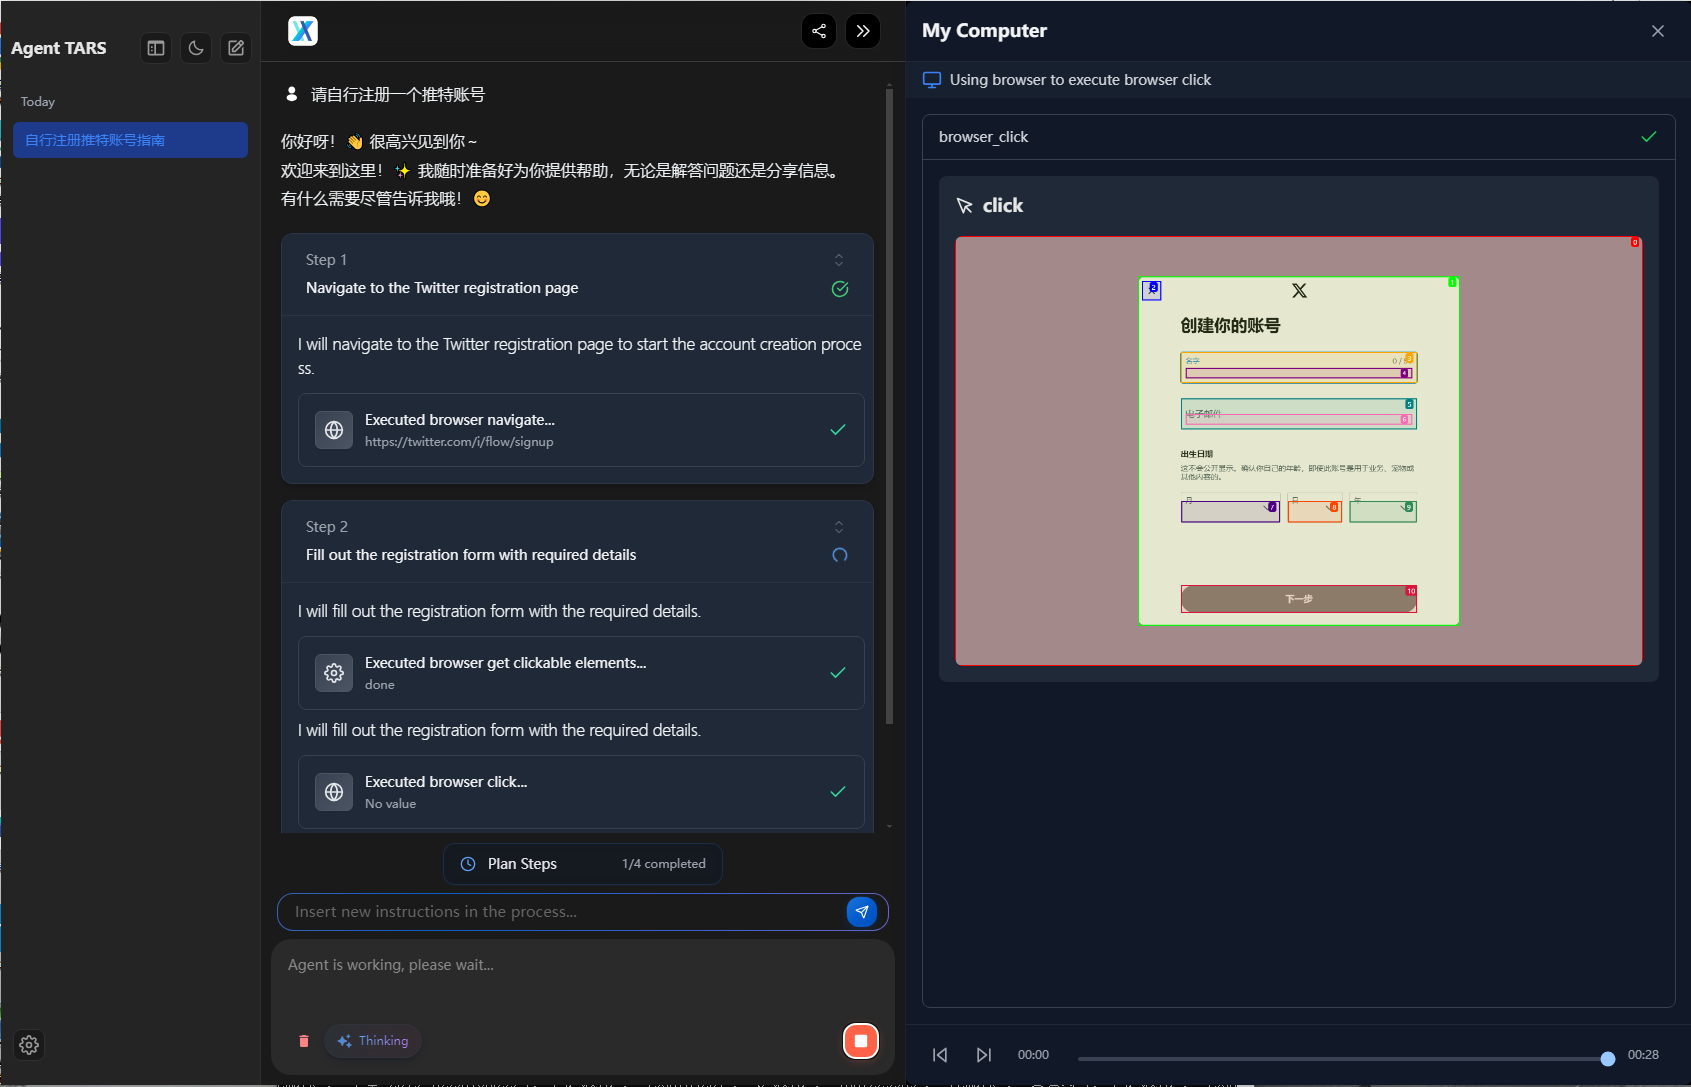 Agent TARS
Today
自行注册推特账号指南
请自行注册一个推特账号
你好呀！👋 很高兴见到你～
欢迎来到这里！✨ 我随时准备好为你提供帮助，无论是解答问题还是分享信息。
有什么需要尽管告诉我哦！😊
Step 1
Navigate to the Twitter registration page
I will navigate to the Twitter registration page to start the account creation proce
ss.
Executed browser navigate...
https://twitter.com/i/flow/signup
Step 2
Fill out the registration form with required details
I will fill out the registration form with the required details.
Executed browser get clickable elements...
done
I will fill out the registration form with the required details.
Executed browser click...
No value
Plan Steps
1/4 completed
Insert new instructions in the process...
Agent is working, please wait...
Thinking
My Computer
Using browser to execute browser click
browser_click
click
0
1
2
创建你的账号
名字
0 /
3
4
电子邮件
5
6
出生日期
这不会公开显示。确认你自己的年龄，即使此账号是用于业务、宠物或
其他内容的。
月
7
日
8
年
9
下一步
10
00:00
00:28